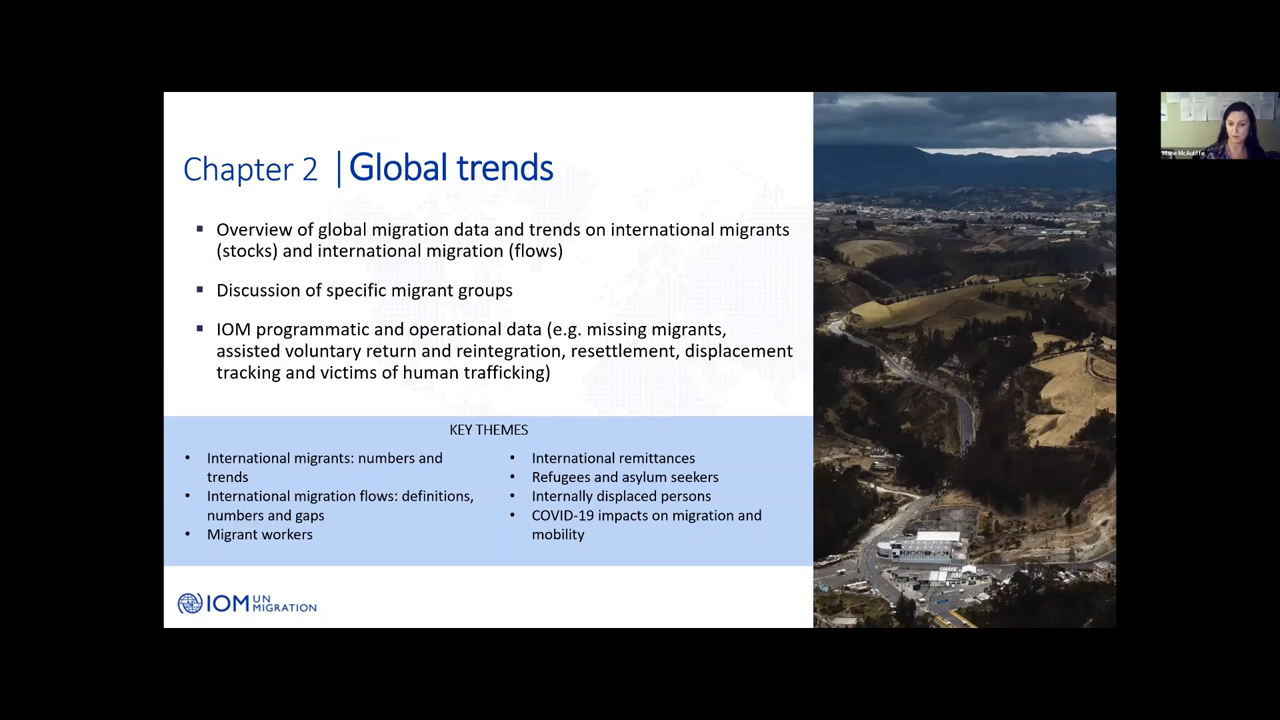 Chapter 2 | Global trends
▪ Overview of global migration data and trends on international migrants
(stocks) and international migration (flows)
▪ Discussion of specific migrant groups
▪ IOM programmatic and operational data (e.g. missing migrants,
assisted voluntary return and reintegration, resettlement, displacement
tracking and victims of human trafficking)
KEY THEMES
• International migrants: numbers and
trends
• International migration flows: definitions,
numbers and gaps
• Migrant workers
• International remittances
• Refugees and asylum seekers
• Internally displaced persons
• COVID-19 impacts on migration and
mobility
IOM UN
MIGRATION
Marie McAuliffe